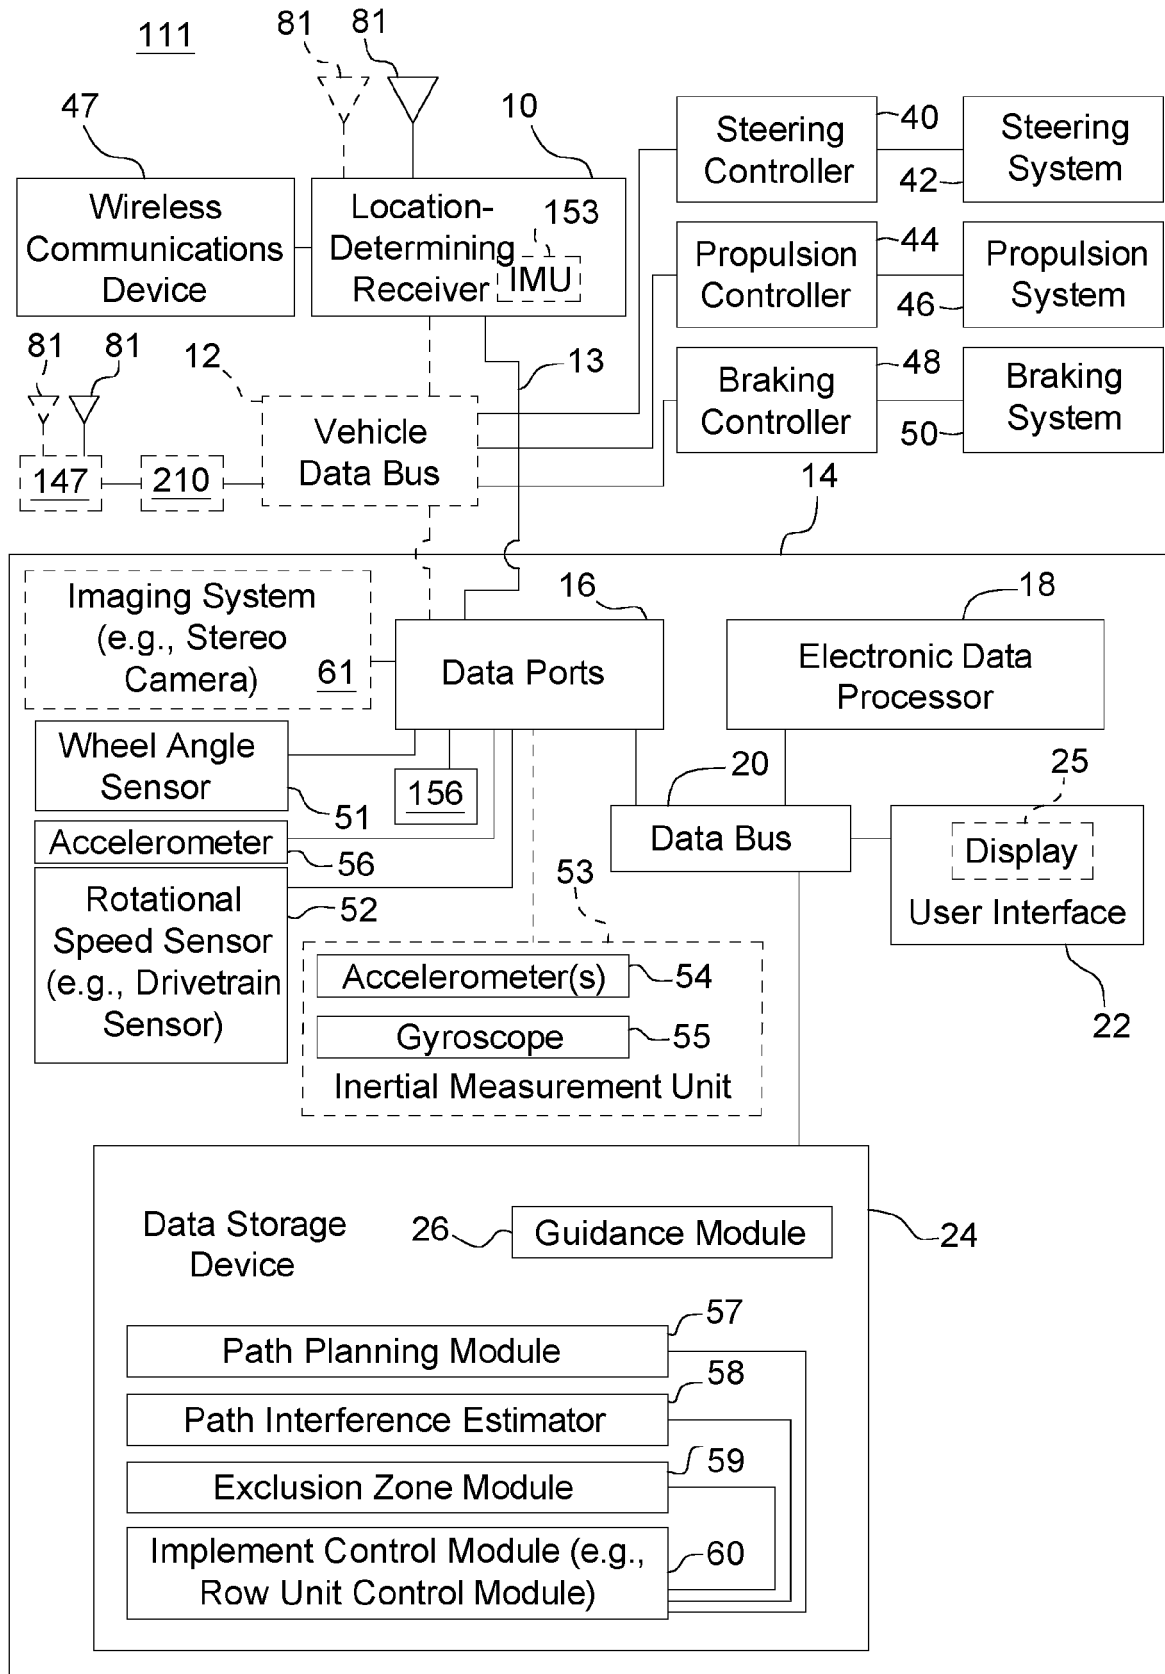 111
81
81
47
10
Wireless
Communications
Device
Location-
Determining
Receiver
153
IMU
Steering
Controller
40
42
Steering
System
Propulsion
Controller
44
46
Propulsion
System
Braking
Controller
48
50
Braking
System
81
81
12
13
147
210
Vehicle
Data Bus
14
Imaging System
(e.g., Stereo
Camera)
61
16
Data Ports
18
Electronic Data
Processor
Wheel Angle
Sensor
51
156
20
Data Bus
25
Display
User Interface
22
Accelerometer
56
Rotational
Speed Sensor
(e.g., Drivetrain
Sensor)
52
53
Accelerometer(s)
54
Gyroscope
55
Inertial Measurement Unit
Data Storage
Device
26
Guidance Module
24
57
Path Planning Module
58
Path Interference Estimator
59
Exclusion Zone Module
Implement Control Module (e.g.,
Row Unit Control Module)
60